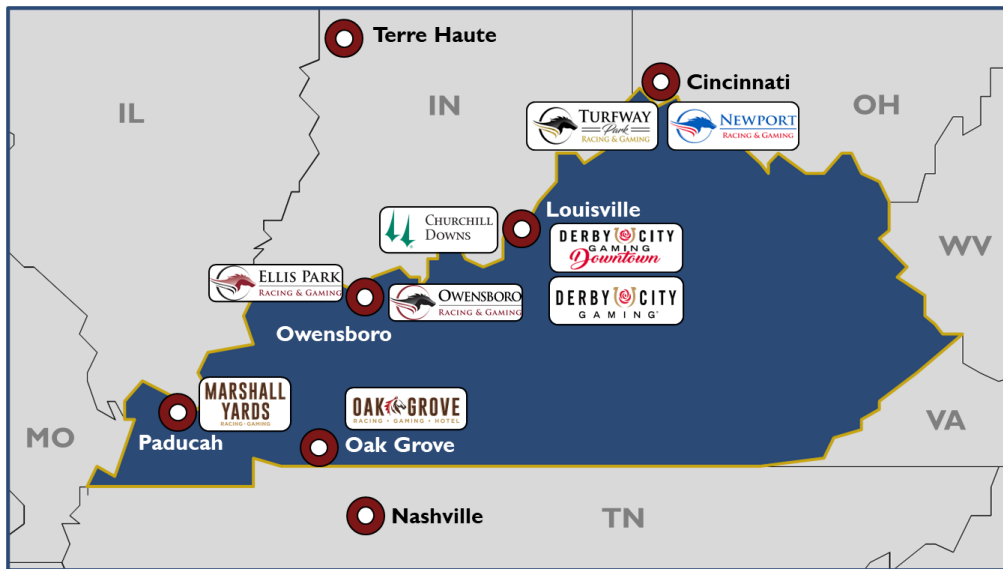 Terre Haute
Cincinnati
IL
IN
OH
TURFWAY
Park
RACING & GAMING
NEWPORT
RACING & GAMING
Louisville
CHURCHILL
DOWNS
DERBY CITY
GAMING
Downtown
WV
ELLIS PARK
RACING & GAMING
OWENSBORO
RACING & GAMING
DERBY CITY
GAMING
Owensboro
MARSHALL
YARDS
RACING • GAMING
OAK GROVE
RACING • GAMING • HOTEL
MO
Paducah
Oak Grove
VA
Nashville
TN